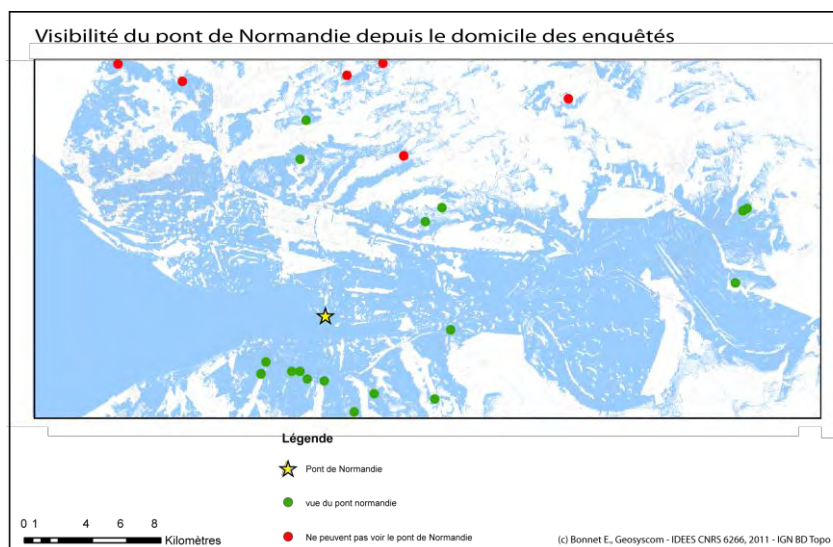 Visibilité du pont de Normandie depuis le domicile des enquêtés
Légende
Pont de Normandie
vue du pont normandie
Ne peuvent pas voir le pont de Normandie
0 1 4 6 8
Kilomètres
(c) Bonnet E., Geosyscom - IDEES CNRS 6266, 2011 - IGN BD Topo